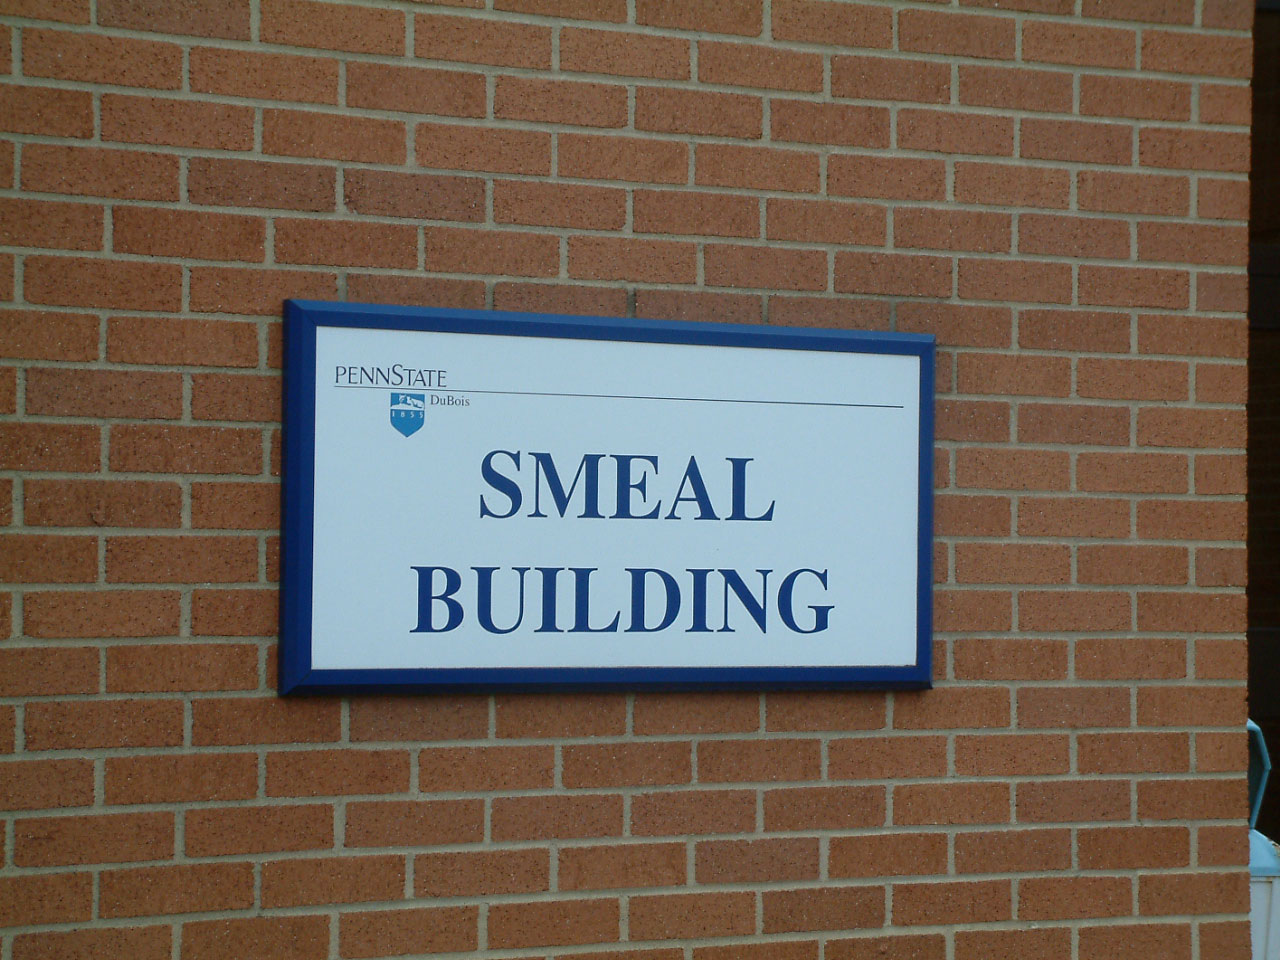 PENNSTATE
DuBois
1855
SMEAL
BUILDING